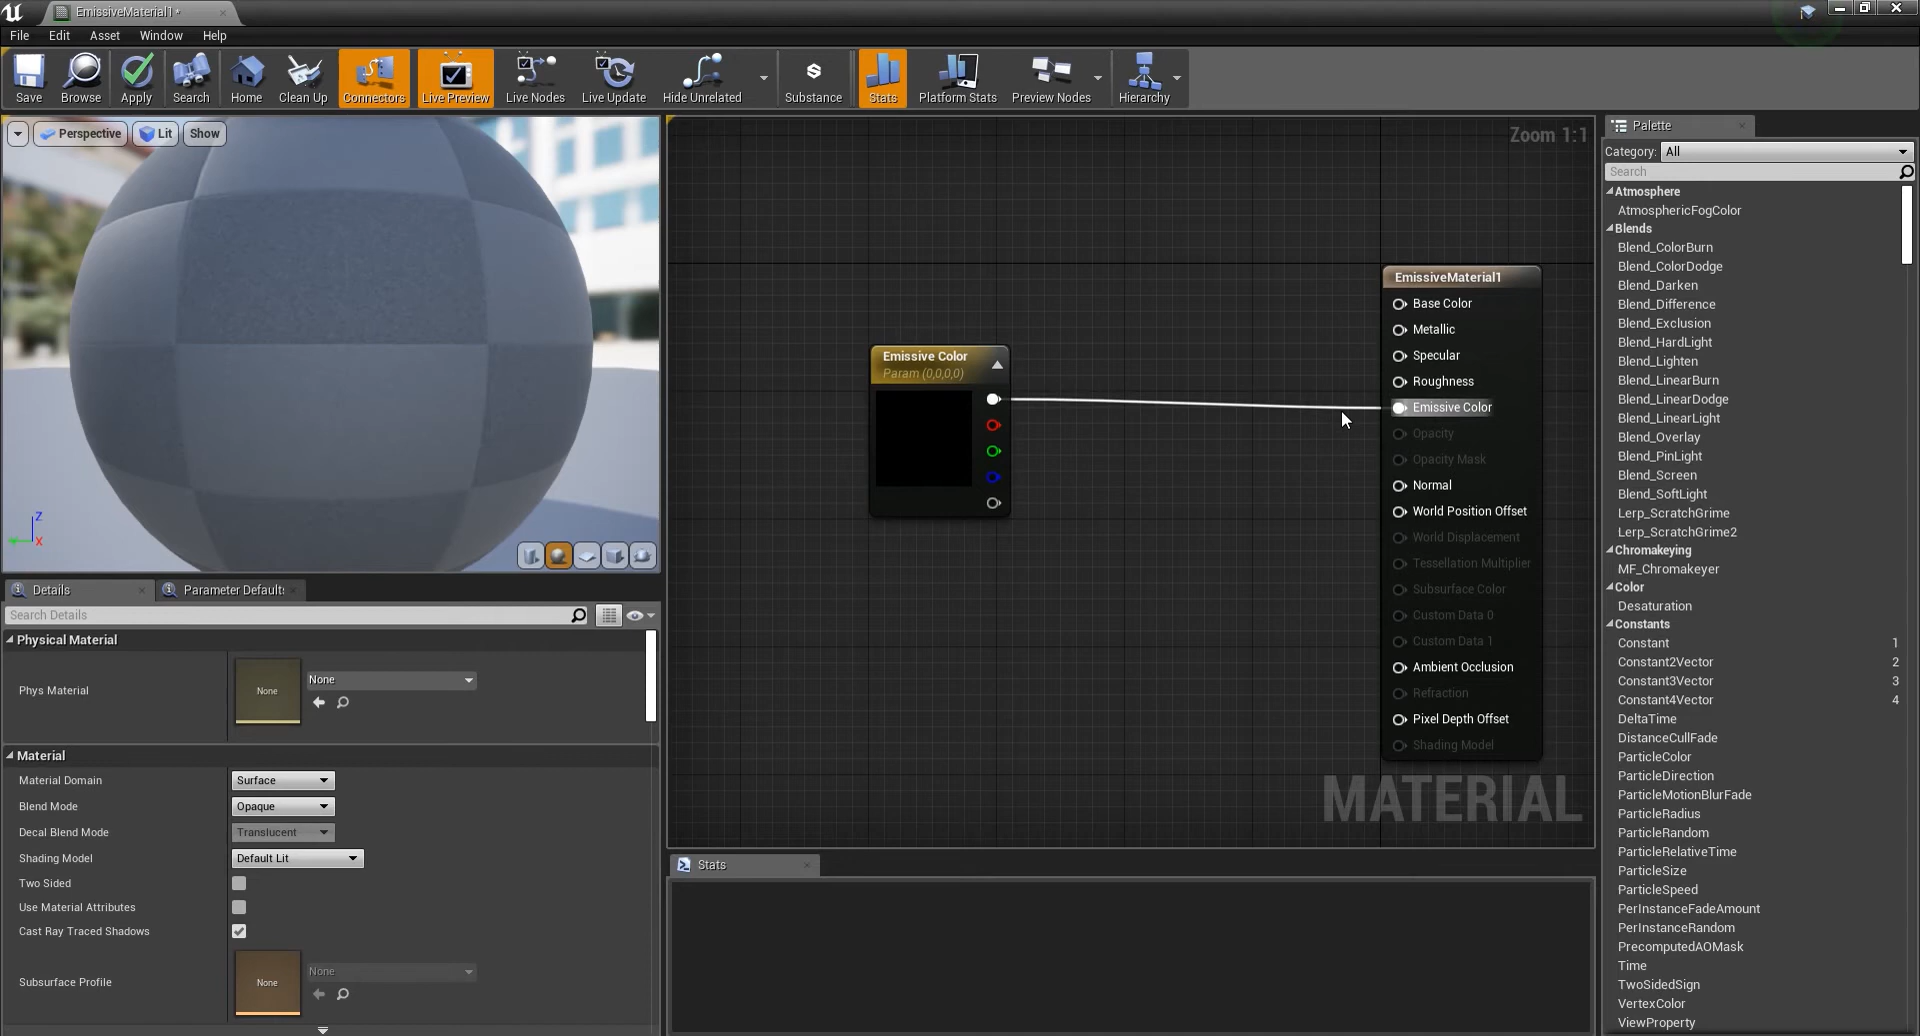 EmissiveMaterial1*
File Edit Asset Window Help
Save Browse Apply Search Home Clean Up Connectors Live Preview Live Nodes Live Update Hide Unrelated Substance Stats Platform Stats Preview Nodes Hierarchy
Perspective Lit Show
Z
X
Details
Parameter Defaults
Search Details
Physical Material
Phys Material
None
None
Material
Material Domain
Surface
Blend Mode
Opaque
Decal Blend Mode
Translucent
Shading Model
Default Lit
Two Sided
Use Material Attributes
Cast Ray Traced Shadows
Subsurface Profile
None
None
Zoom 1:1
Emissive Color
Param (0,0,0,0)
EmissiveMaterial1
Base Color
Metallic
Specular
Roughness
Emissive Color
Opacity
Opacity Mask
Normal
World Position Offset
World Displacement
Tessellation Multiplier
Subsurface Color
Custom Data 0
Custom Data 1
Ambient Occlusion
Refraction
Pixel Depth Offset
Shading Model
MATERIAL
Stats
Palette
Category: All
Search
Atmosphere
AtmosphericFogColor
Blends
Blend_ColorBurn
Blend_ColorDodge
Blend_Darken
Blend_Difference
Blend_Exclusion
Blend_HardLight
Blend_Lighten
Blend_LinearBurn
Blend_LinearDodge
Blend_LinearLight
Blend_Overlay
Blend_PinLight
Blend_Screen
Blend_SoftLight
Lerp_ScratchGrime
Lerp_ScratchGrime2
Chromakeying
MF_Chromakeyer
Color
Desaturation
Constants
Constant 1
Constant2Vector 2
Constant3Vector 3
Constant4Vector 4
DeltaTime
DistanceCullFade
ParticleColor
ParticleDirection
ParticleMotionBlurFade
ParticleRadius
ParticleRandom
ParticleRelativeTime
ParticleSize
ParticleSpeed
PerInstanceFadeAmount
PerInstanceRandom
PrecomputedAOMask
Time
TwoSidedSign
VertexColor
ViewProperty